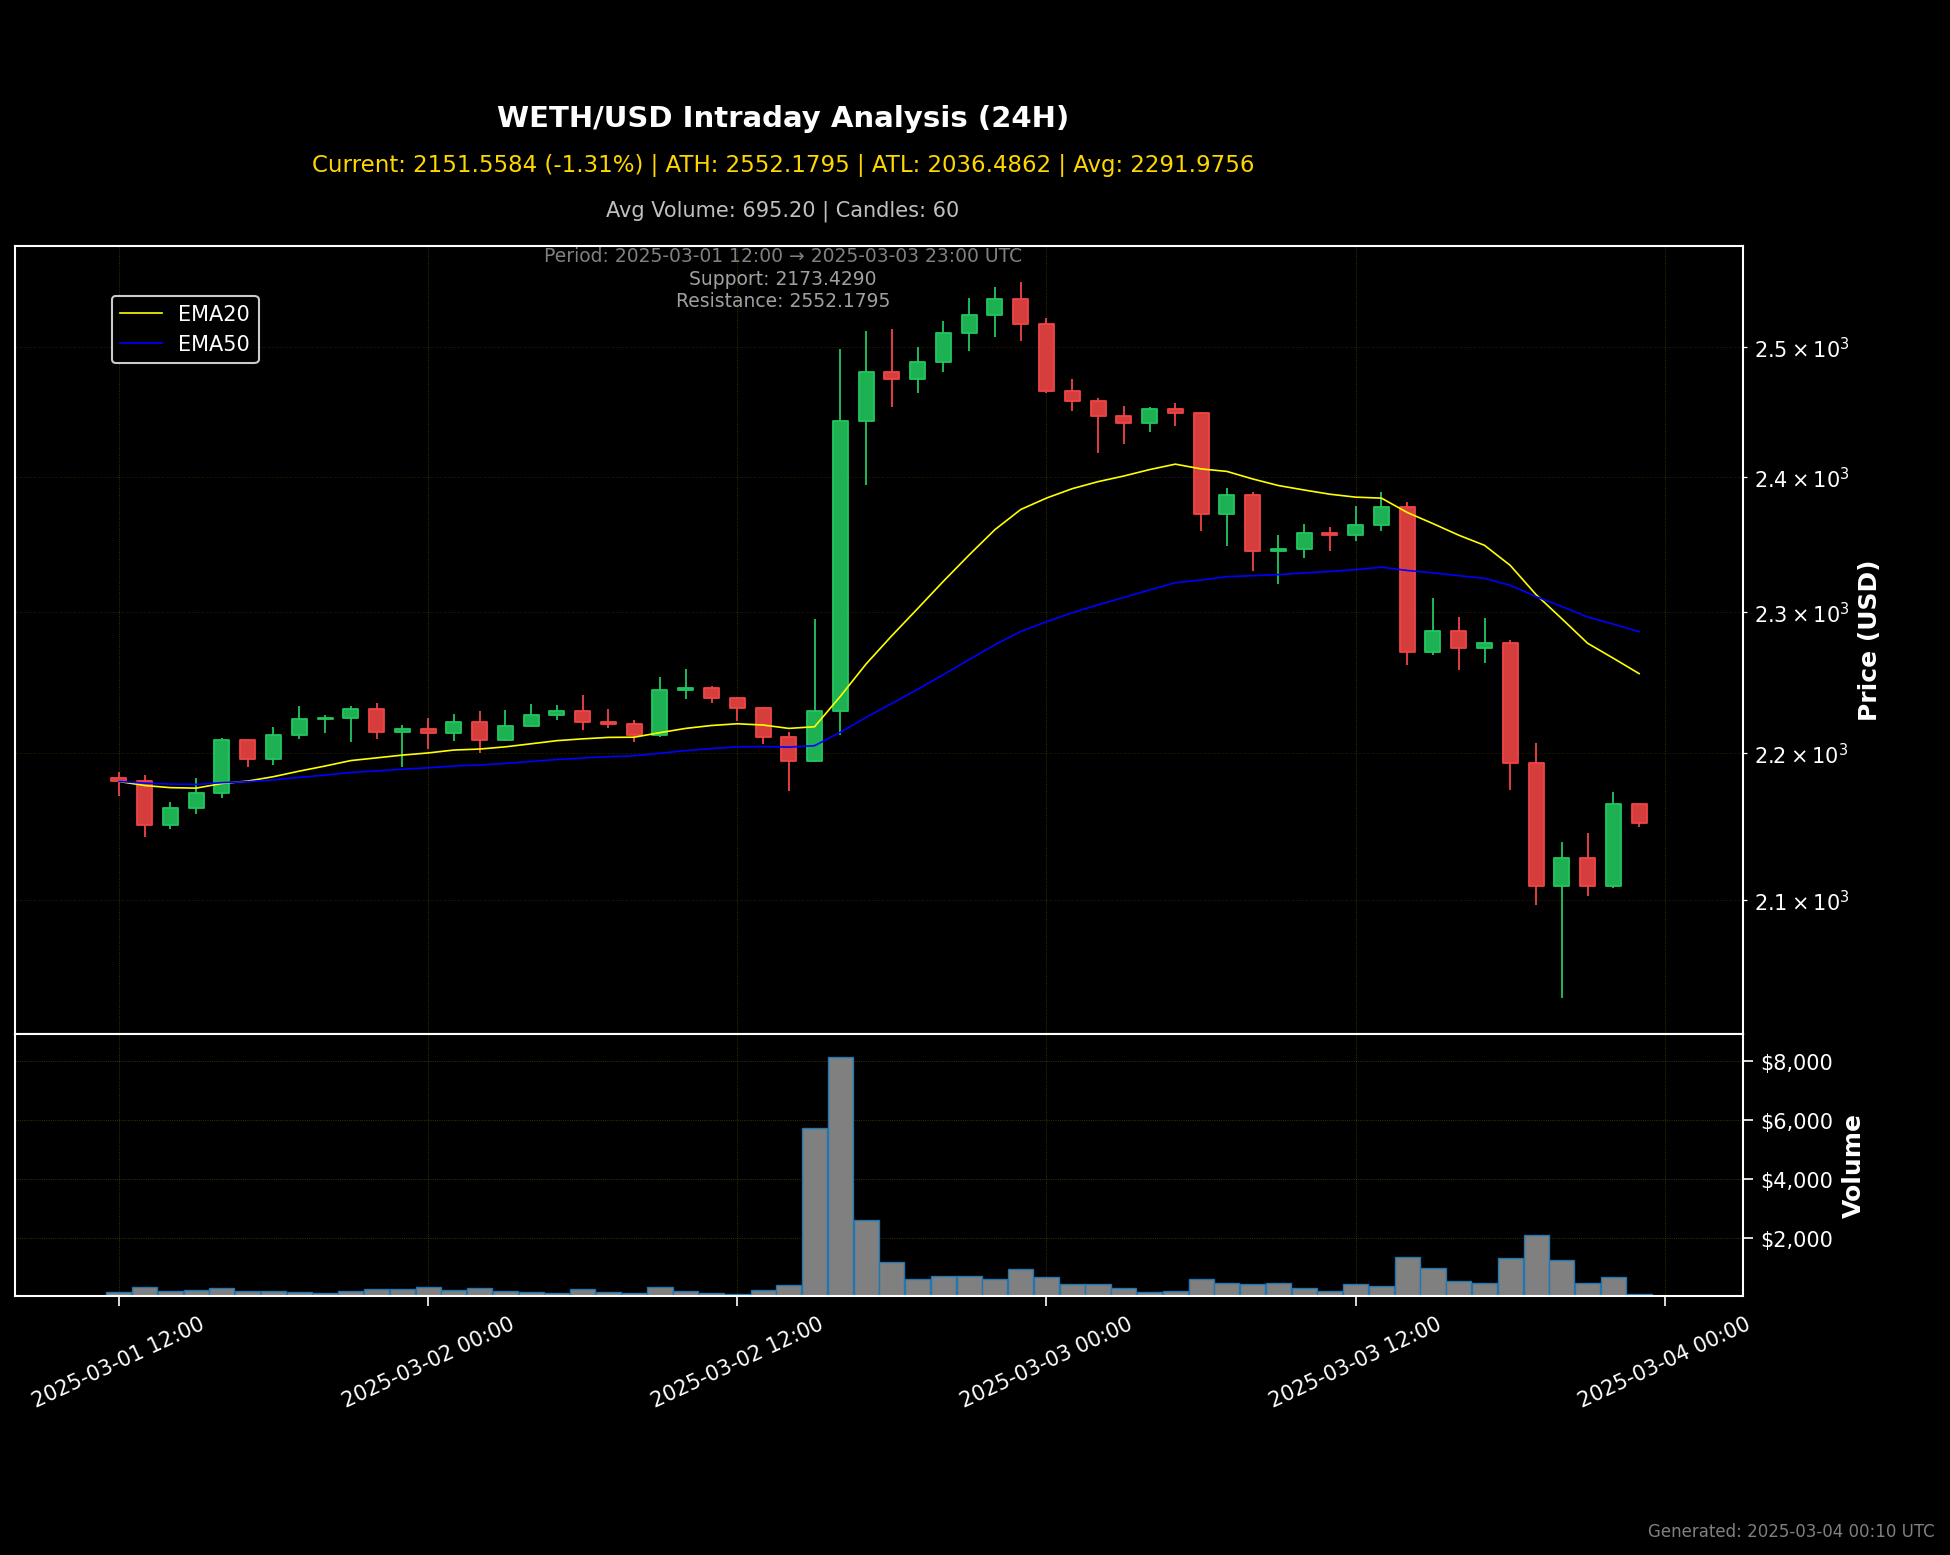 WETH/USD Intraday Analysis (24H)
Current: 2151.5584 (-1.31%) | ATH: 2552.1795 | ATL: 2036.4862 | Avg: 2291.9756
Avg Volume: 695.20 | Candles: 60
Period: 2025-03-01 12:00 → 2025-03-03 23:00 UTC
Support: 2173.4290
Resistance: 2552.1795
EMA20
EMA50
2.5 × 10³
2.4 × 10³
2.3 × 10³
2.2 × 10³
2.1 × 10³
Price (USD)
$8,000
$6,000
$4,000
$2,000
Volume
2025-03-01 12:00
2025-03-02 00:00
2025-03-02 12:00
2025-03-03 00:00
2025-03-03 12:00
2025-03-04 00:00
Generated: 2025-03-04 00:10 UTC